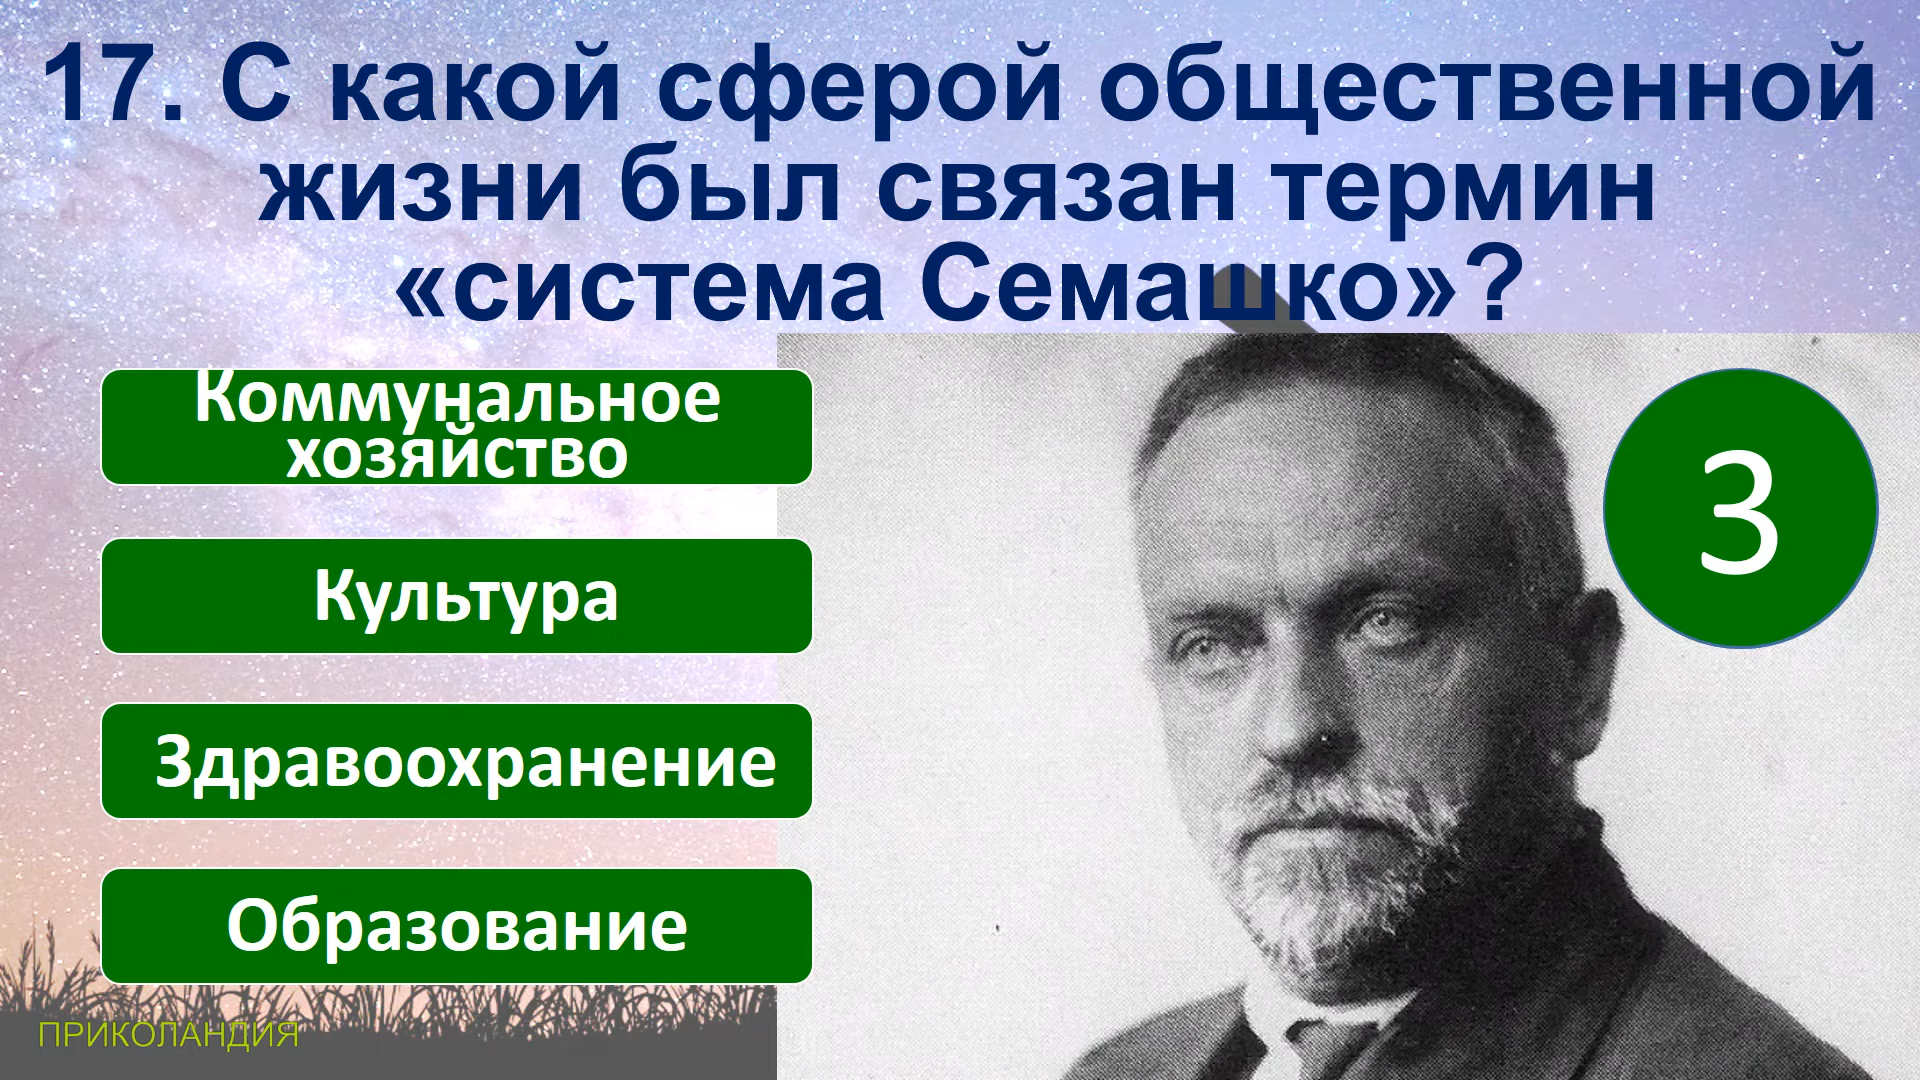 17. С какой сферой общественной
жизни был связан термин
«система Семашко»?
Коммунальное
хозяйство
3
Культура
Здравоохранение
Образование
ПРИКОЛАНДИЯ